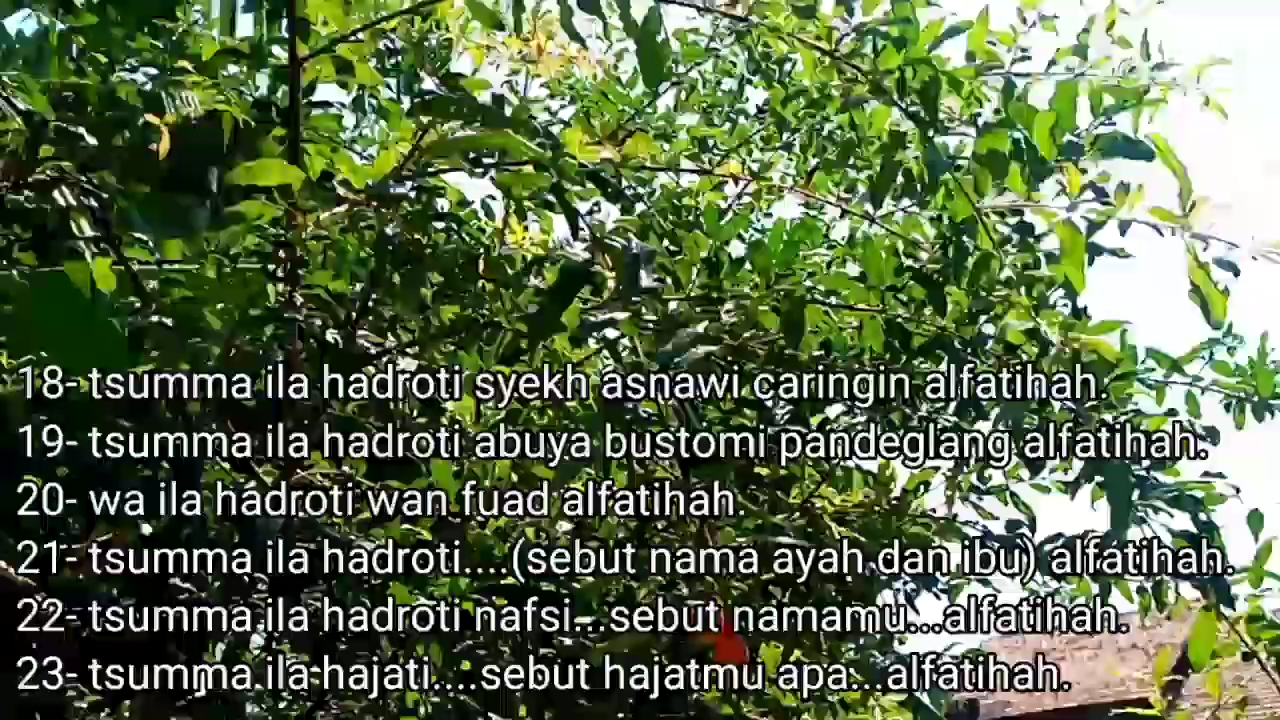 18- tsumma ila hadroti syekh asnawi caringin alfatihah.
19- tsumma ila hadroti abuya bustomi pandeglang alfatihah.
20- wa ila hadroti wan fuad alfatihah.
21- tsumma ila hadroti....(sebut nama ayah dan ibu) alfatihah.
22- tsumma ila hadroti nafsi...sebut namamu...alfatihah.
23- tsumma ila hajati....sebut hajatmu apa...alfatihah.